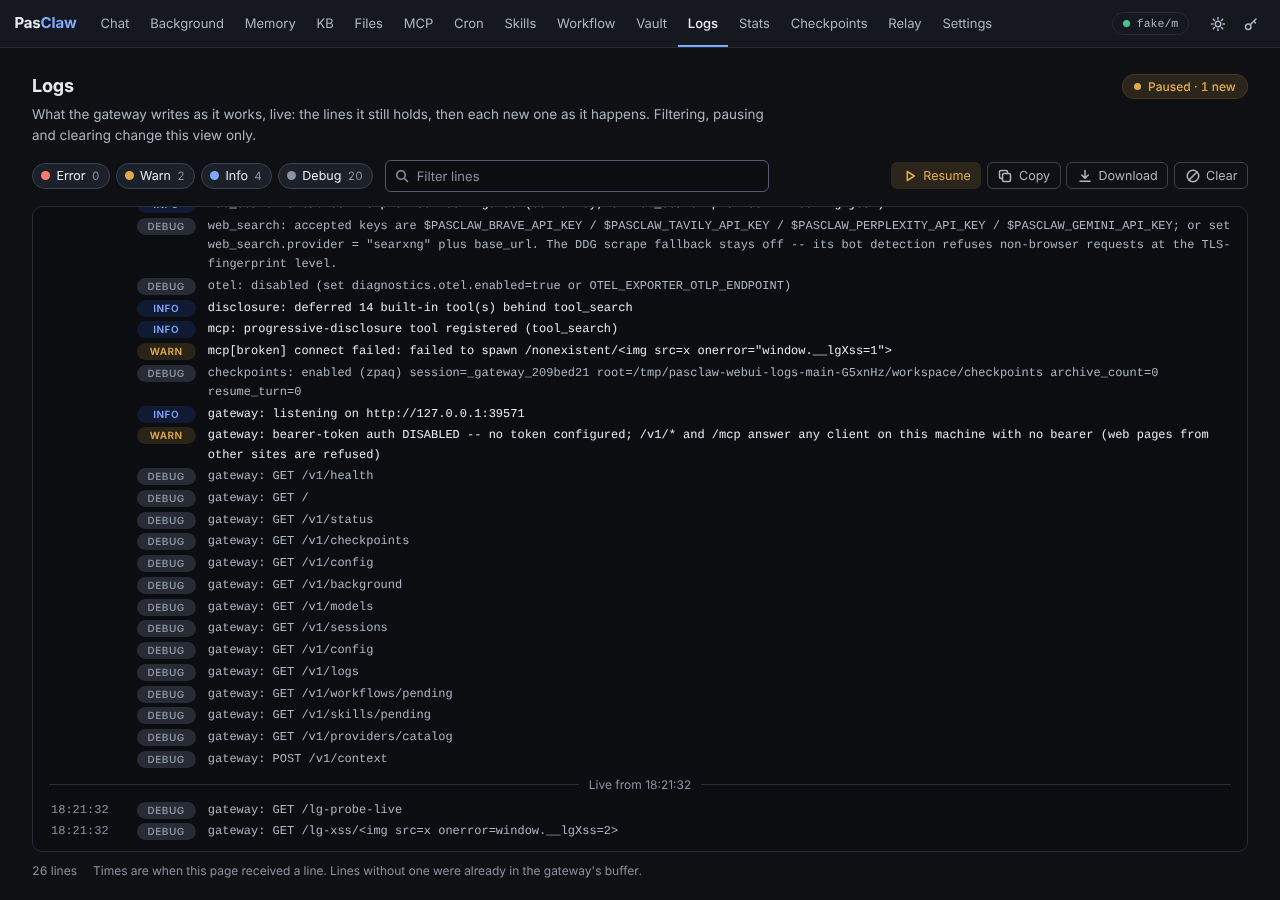 PasClaw Chat Background Memory KB Files MCP Cron Skills Workflow Vault Logs Stats Checkpoints Relay Settings fake/m
Logs
Paused · 1 new
What the gateway writes as it works, live: the lines it still holds, then each new one as it happens. Filtering, pausing
and clearing change this view only.
Error 0 Warn 2 Info 4 Debug 20 Filter lines Resume Copy Download Clear
DEBUG web_search: accepted keys are $PASCLAW_BRAVE_API_KEY / $PASCLAW_TAVILY_API_KEY / $PASCLAW_PERPLEXITY_API_KEY / $PASCLAW_GEMINI_API_KEY; or set
web_search.provider = "searxng" plus base_url. The DDG scrape fallback stays off -- its bot detection refuses non-browser requests at the TLS-
fingerprint level.
DEBUG otel: disabled (set diagnostics.otel.enabled=true or OTEL_EXPORTER_OTLP_ENDPOINT)
INFO disclosure: deferred 14 built-in tool(s) behind tool_search
INFO mcp: progressive-disclosure tool registered (tool_search)
WARN mcp[broken] connect failed: failed to spawn /nonexistent/<img src=x onerror="window.__lgXss=1">
DEBUG checkpoints: enabled (zpaq) session=_gateway_209bed21 root=/tmp/pasclaw-webui-logs-main-G5xnHz/workspace/checkpoints archive_count=0
resume_turn=0
INFO gateway: listening on http://127.0.0.1:39571
WARN gateway: bearer-token auth DISABLED -- no token configured; /v1/* and /mcp answer any client on this machine with no bearer (web pages from
other sites are refused)
DEBUG gateway: GET /v1/health
DEBUG gateway: GET /
DEBUG gateway: GET /v1/status
DEBUG gateway: GET /v1/checkpoints
DEBUG gateway: GET /v1/config
DEBUG gateway: GET /v1/background
DEBUG gateway: GET /v1/models
DEBUG gateway: GET /v1/sessions
DEBUG gateway: GET /v1/config
DEBUG gateway: GET /v1/logs
DEBUG gateway: GET /v1/workflows/pending
DEBUG gateway: GET /v1/skills/pending
DEBUG gateway: GET /v1/providers/catalog
DEBUG gateway: POST /v1/context
Live from 18:21:32
18:21:32 DEBUG gateway: GET /lg-probe-live
18:21:32 DEBUG gateway: GET /lg-xss/<img src=x onerror=window.__lgXss=2>
26 lines Times are when this page received a line. Lines without one were already in the gateway's buffer.